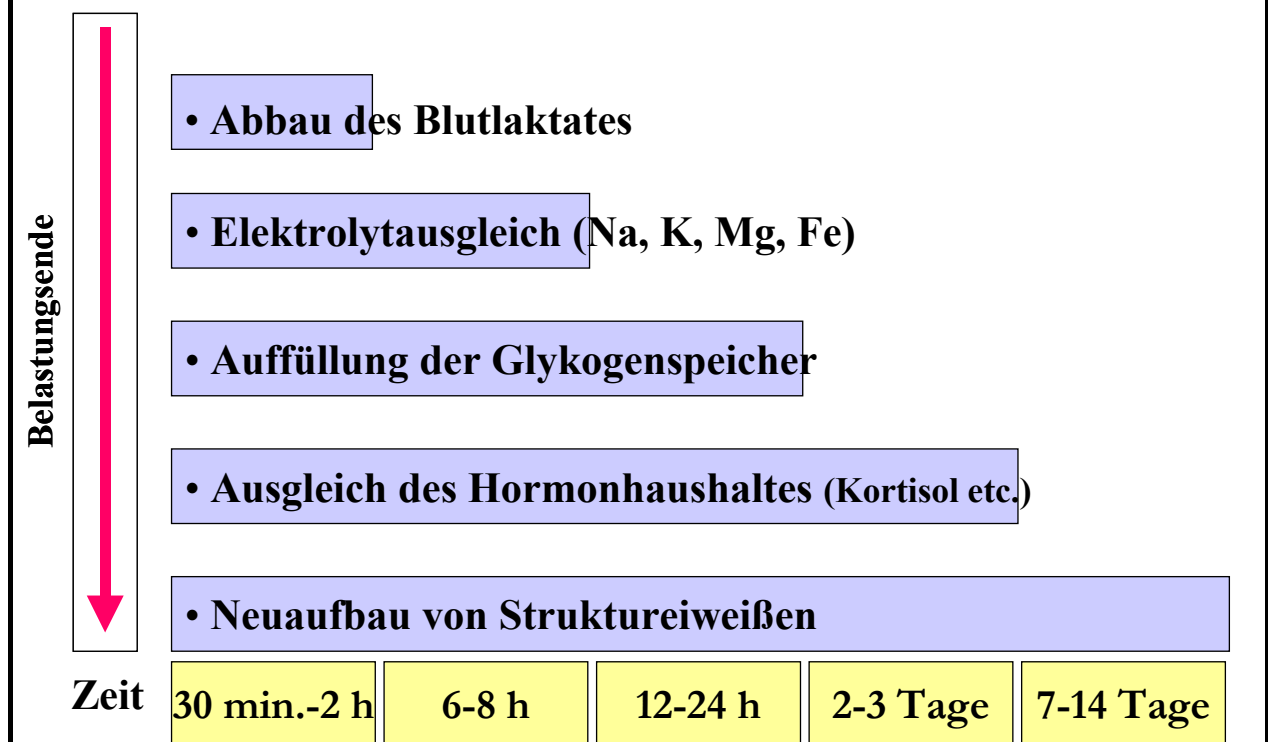 Belastungsende
• Abbau des Blutlaktates
• Elektrolytausgleich (Na, K, Mg, Fe)
• Auffüllung der Glykogenspeicher
• Ausgleich des Hormonhaushaltes (Kortisol etc.)
• Neuaufbau von Struktureiweißen
Zeit 30 min.-2 h 6-8 h 12-24 h 2-3 Tage 7-14 Tage